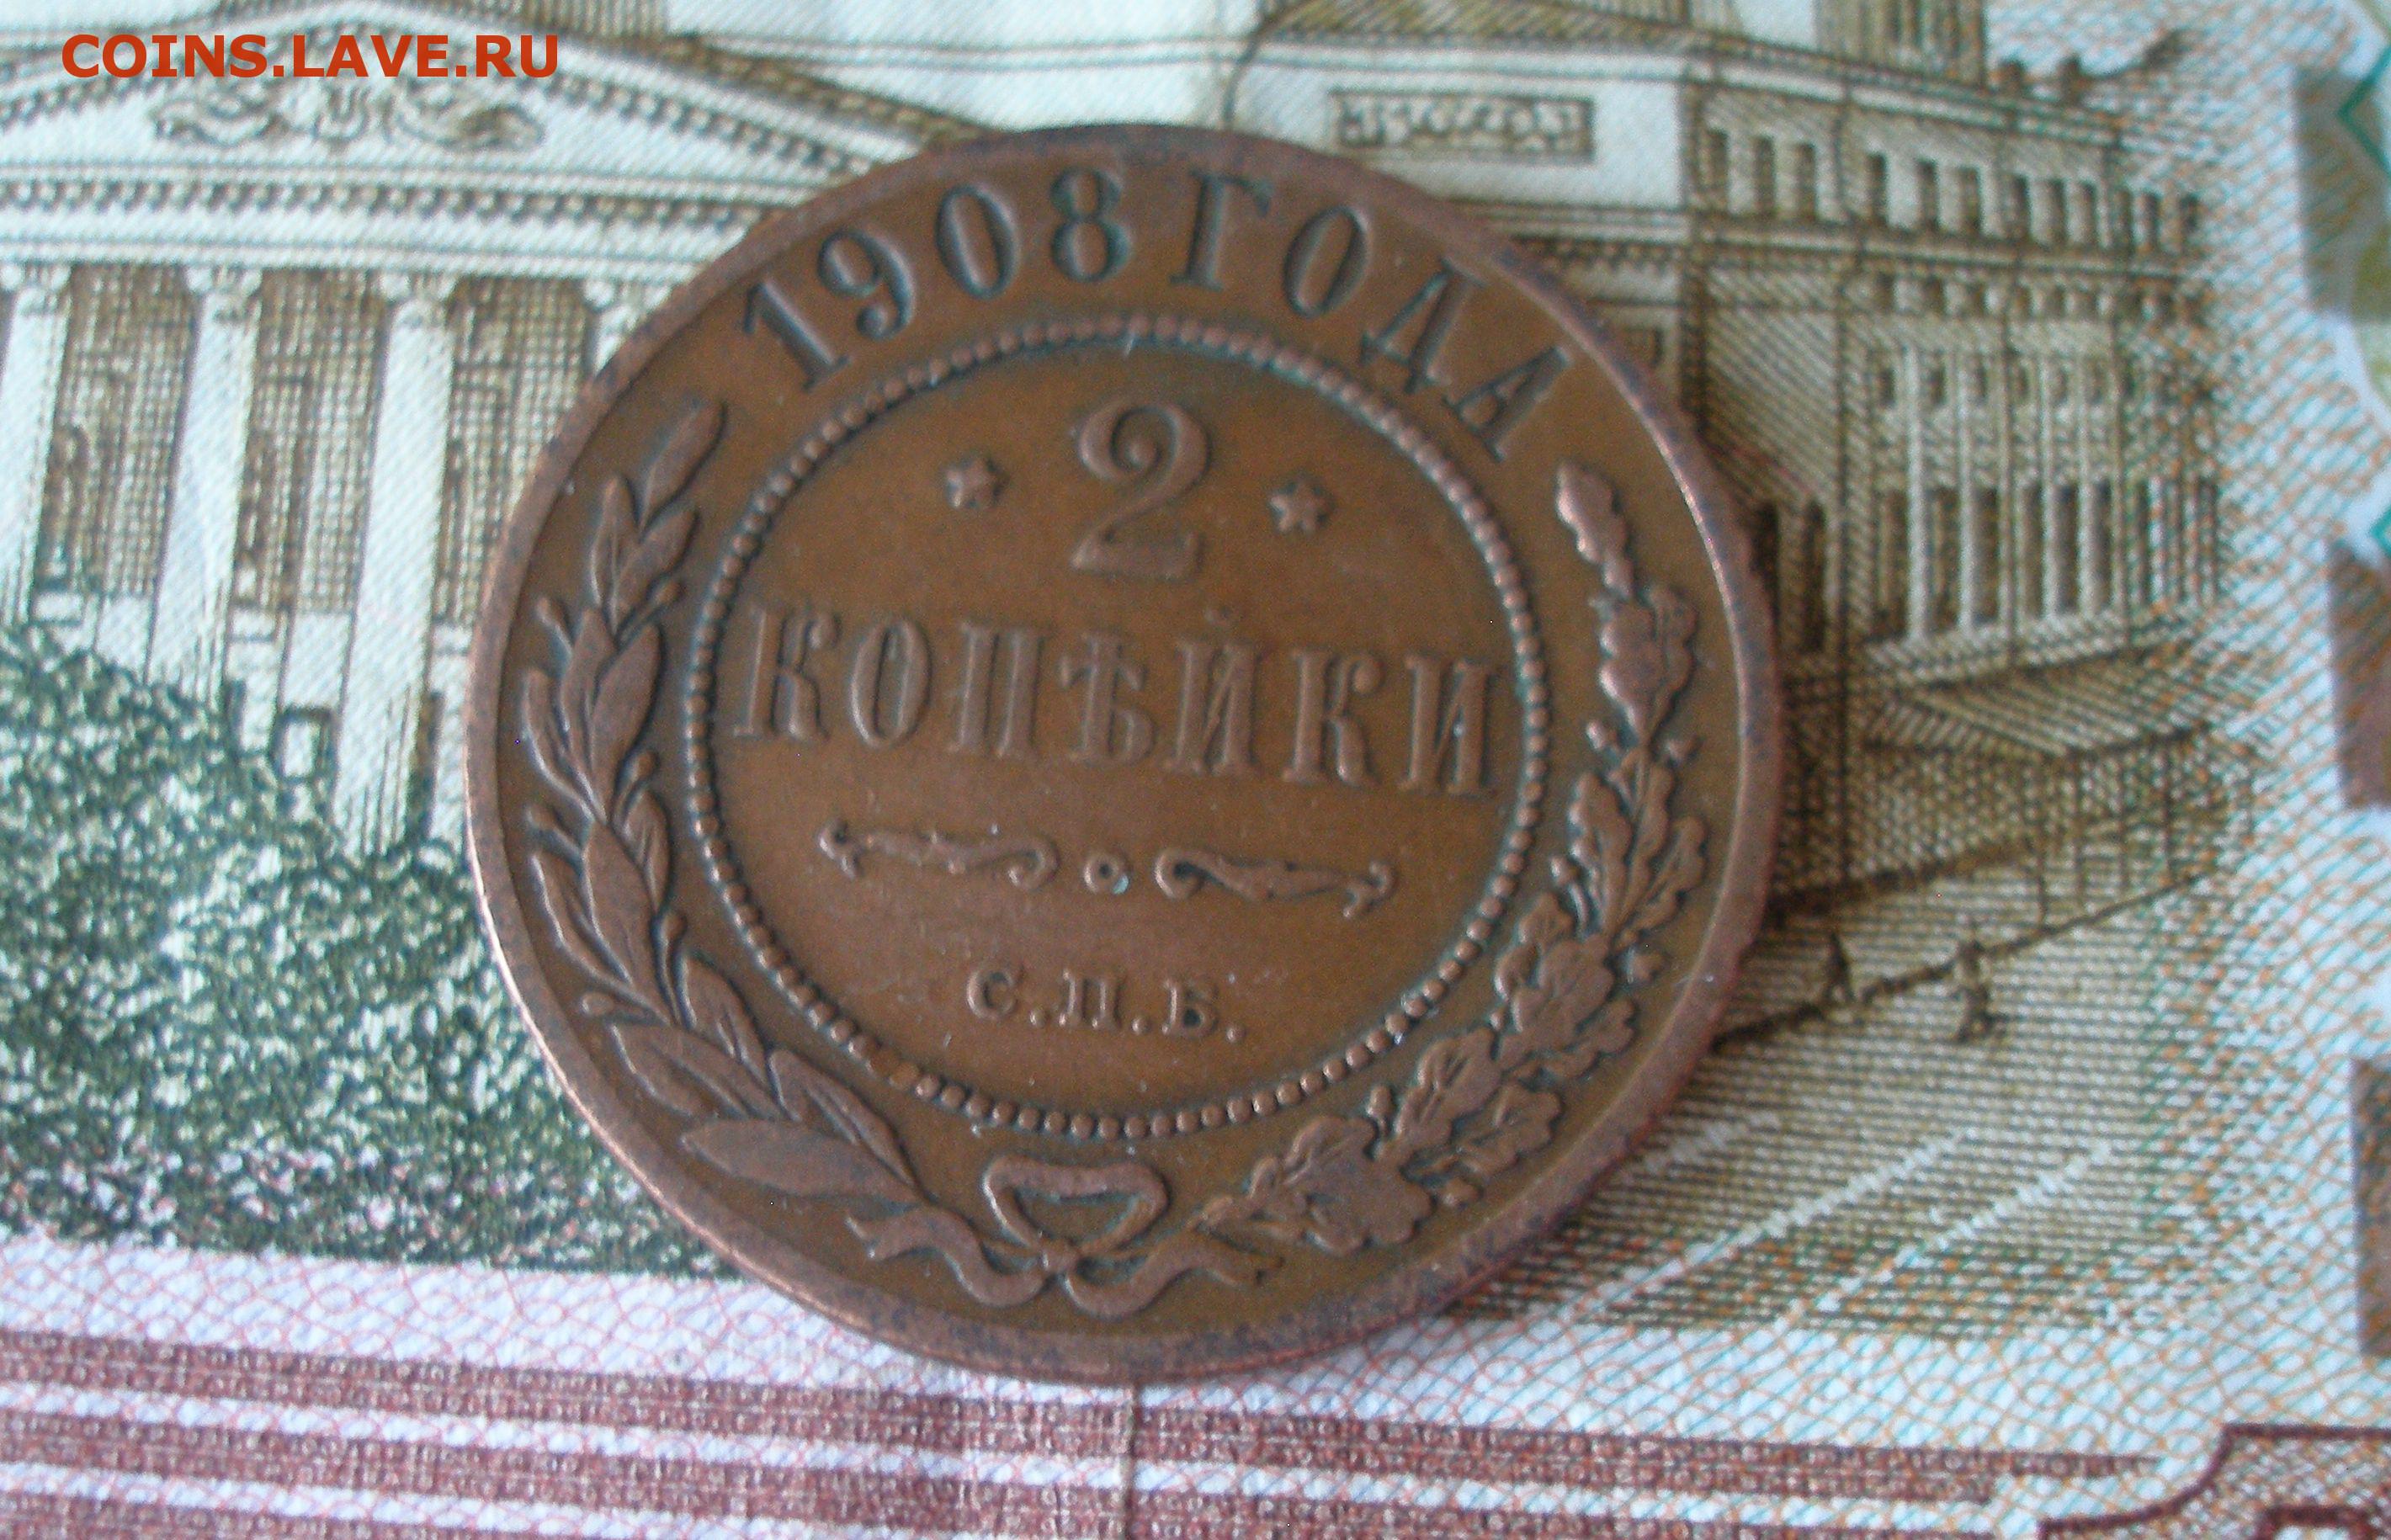 COINS.LAVE.RU
1908 ГОДА
2
КОПѢЙКИ
С.П.Б.